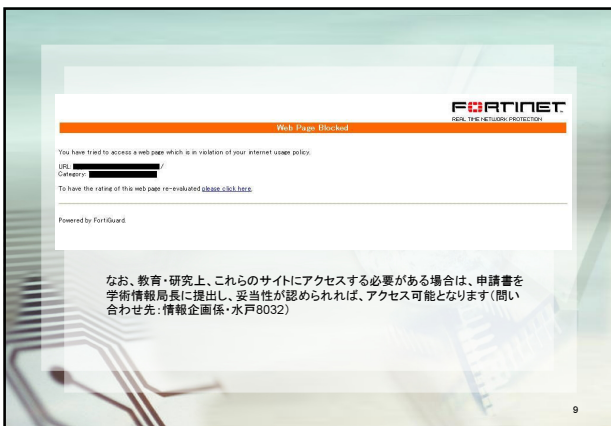 FORTINET
REAL TIME NETWORK PROTECTION
Web Page Blocked
You have tried to access a web page which is in violation of your internet usage policy.
URL: /
Category:
To have the rating of this web page re-evaluated please click here.
Powered by FortiGuard.
なお、教育・研究上、これらのサイトにアクセスする必要がある場合は、申請書を
学術情報局長に提出し、妥当性が認められれば、アクセス可能となります(問い
合わせ先:情報企画係・水戸8032)
9